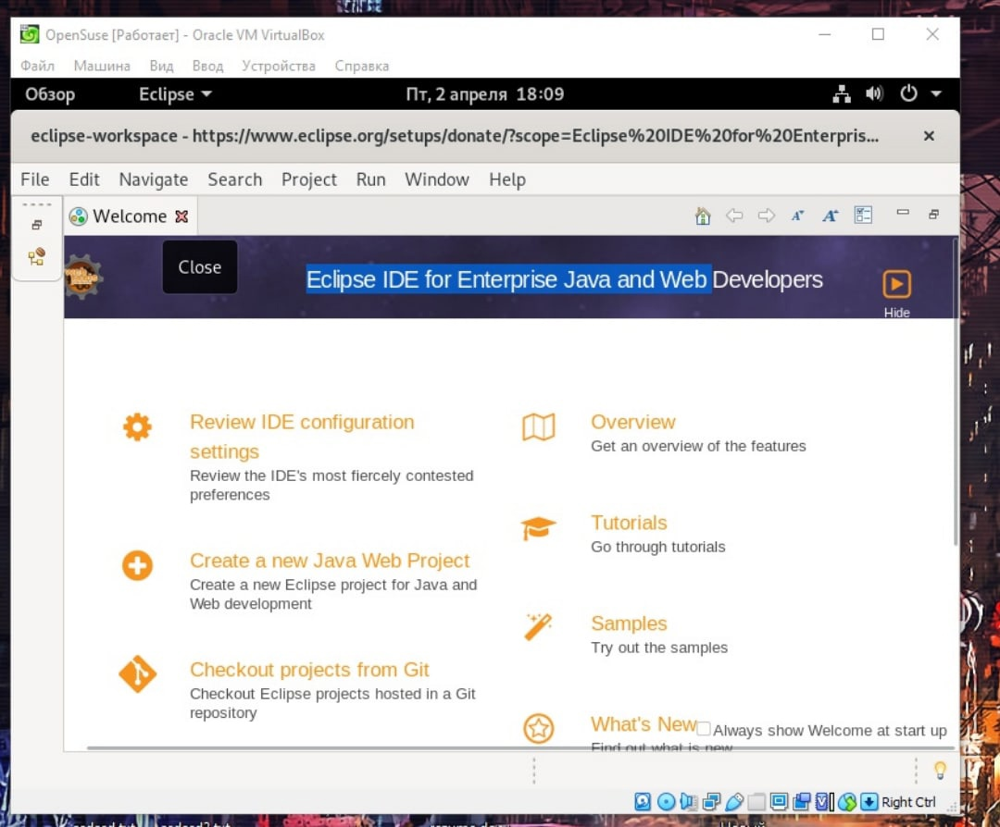 OpenSuse [Работает] - Oracle VM VirtualBox
Файл Машина Вид Ввод Устройства Справка
Обзор Eclipse Пт, 2 апреля 18:09
eclipse-workspace - https://www.eclipse.org/setups/donate/?scope=Eclipse%20IDE%20for%20Enterpris...
File Edit Navigate Search Project Run Window Help
Welcome
Close
Eclipse IDE for Enterprise Java and Web Developers
Hide
Review IDE configuration
settings
Review the IDE's most fiercely contested
preferences
Create a new Java Web Project
Create a new Eclipse project for Java and
Web development
Checkout projects from Git
Checkout Eclipse projects hosted in a Git
repository
Overview
Get an overview of the features
Tutorials
Go through tutorials
Samples
Try out the samples
What's New
Find out what is new
Always show Welcome at start up
Right Ctrl